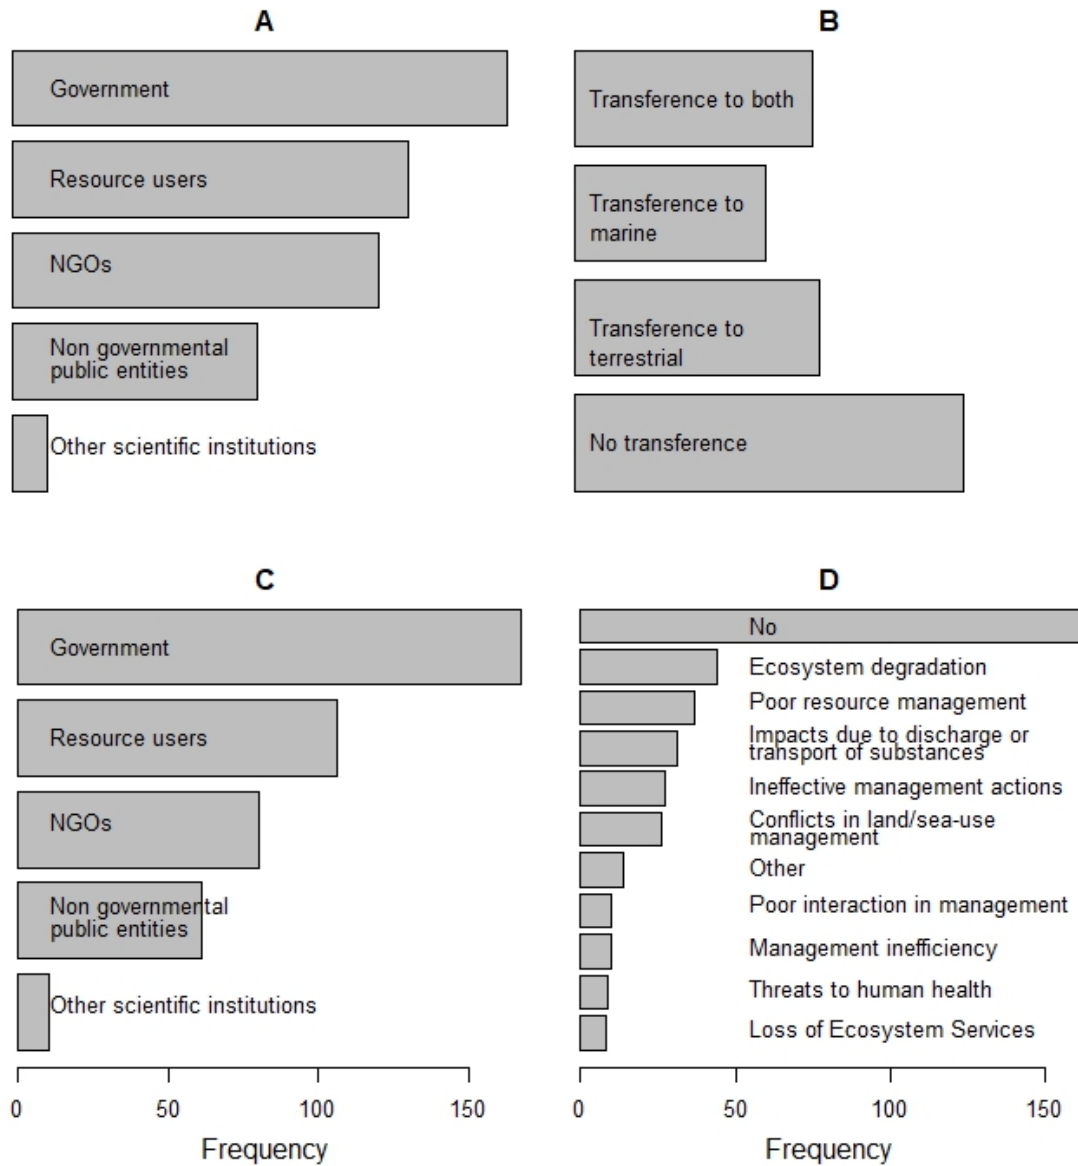 A
Government
Resource users
NGOs
Non governmental
public entities
Other scientific institutions
B
Transference to both
Transference to
marine
Transference to
terrestrial
No transference
C
Government
Resource users
NGOs
Non governmental
public entities
Other scientific institutions
0 50 100 150
Frequency
D
No
Ecosystem degradation
Poor resource management
Impacts due to discharge or
transport of substances
Ineffective management actions
Conflicts in land/sea-use
management
Other
Poor interaction in management
Management inefficiency
Threats to human health
Loss of Ecosystem Services
0 50 100 150
Frequency